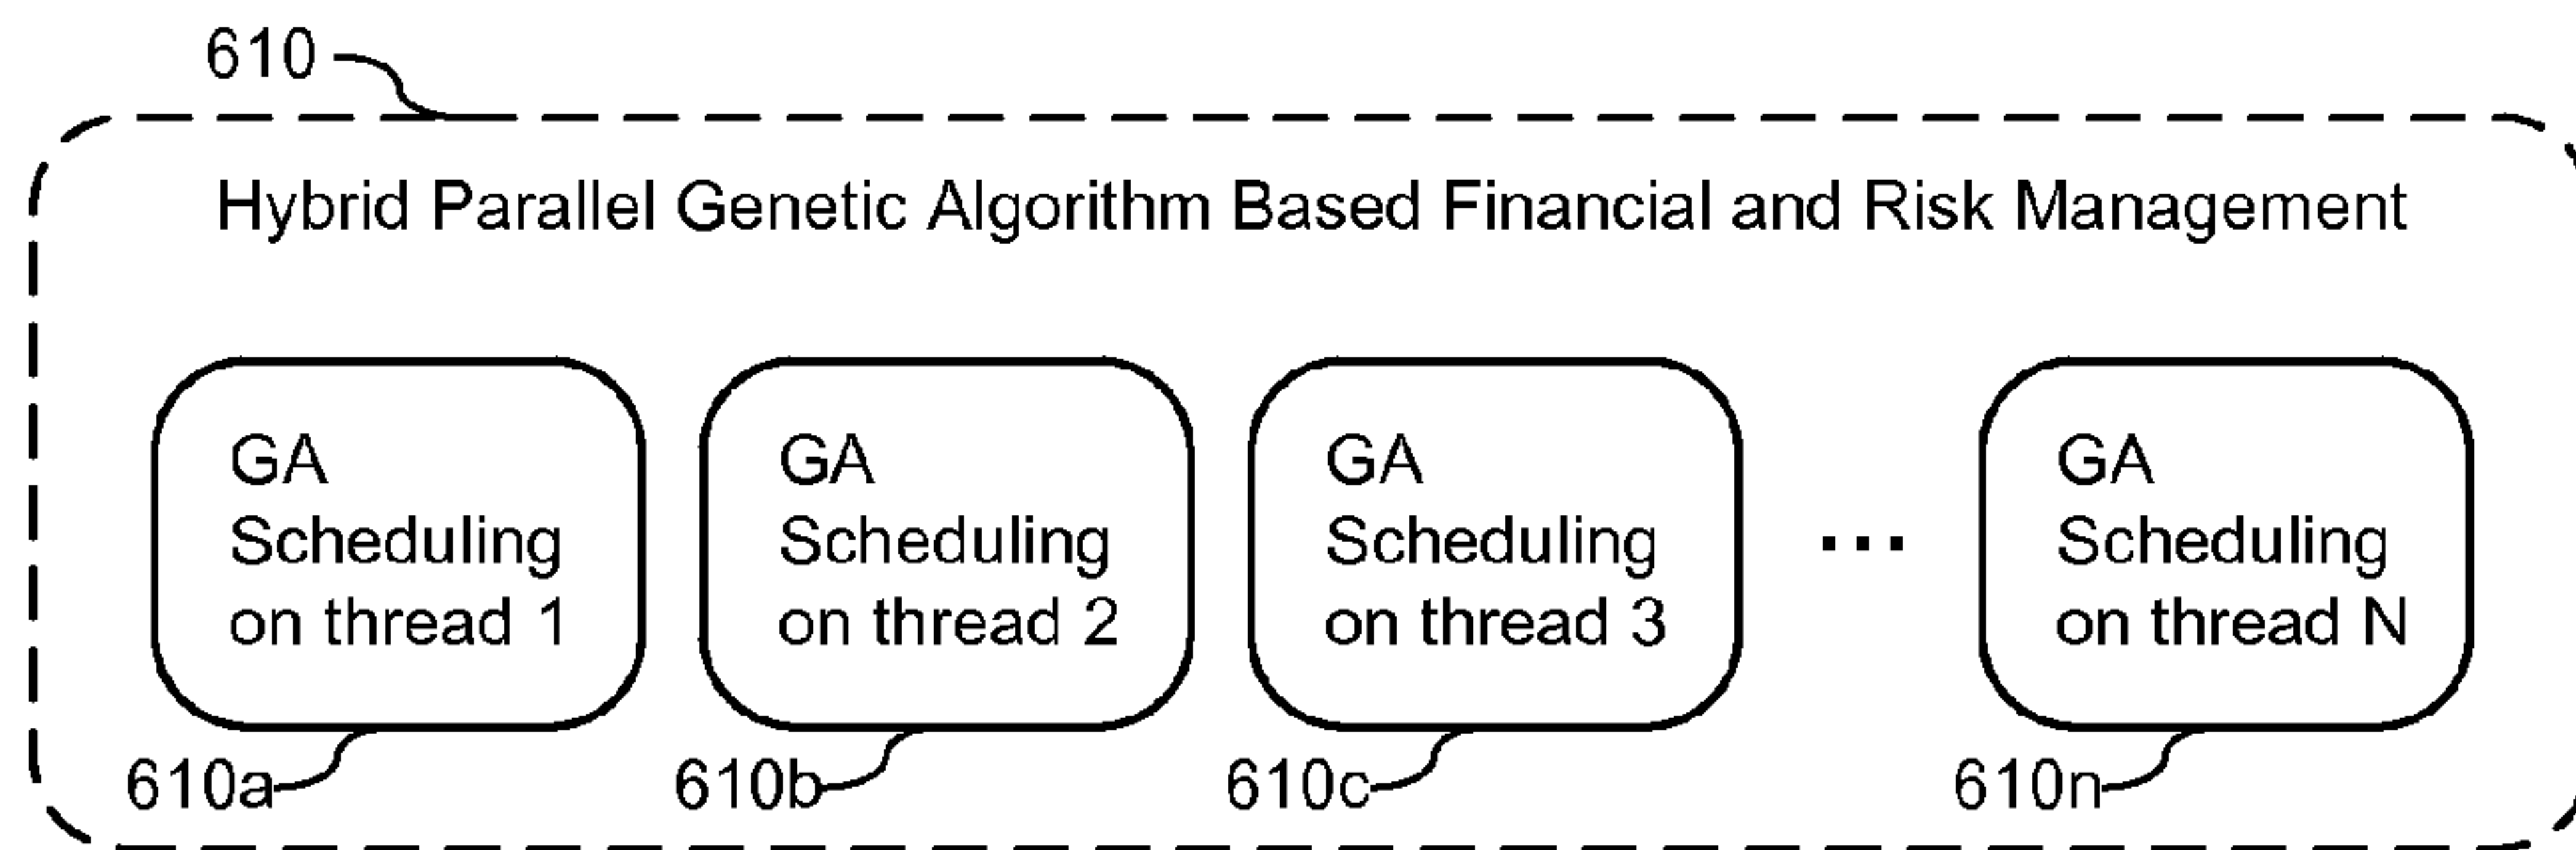 610
Hybrid Parallel Genetic Algorithm Based Financial and Risk Management
GA
Scheduling
on thread 1
GA
Scheduling
on thread 2
GA
Scheduling
on thread 3
...
GA
Scheduling
on thread N
610a
610b
610c
610n